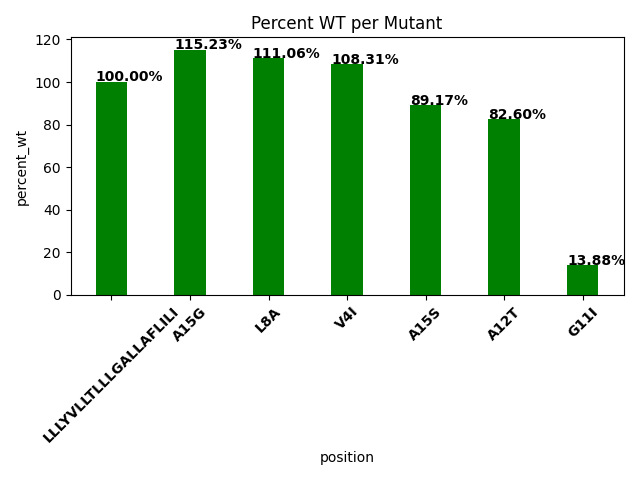 Percent WT per Mutant
percent_wt
120
100
80
60
40
20
0
100.00%
115.23%
111.06%
108.31%
89.17%
82.60%
13.88%
LLLYVLLTLLLGALLAFLILI
A15G
L8A
V4I
A15S
A12T
G11I
position